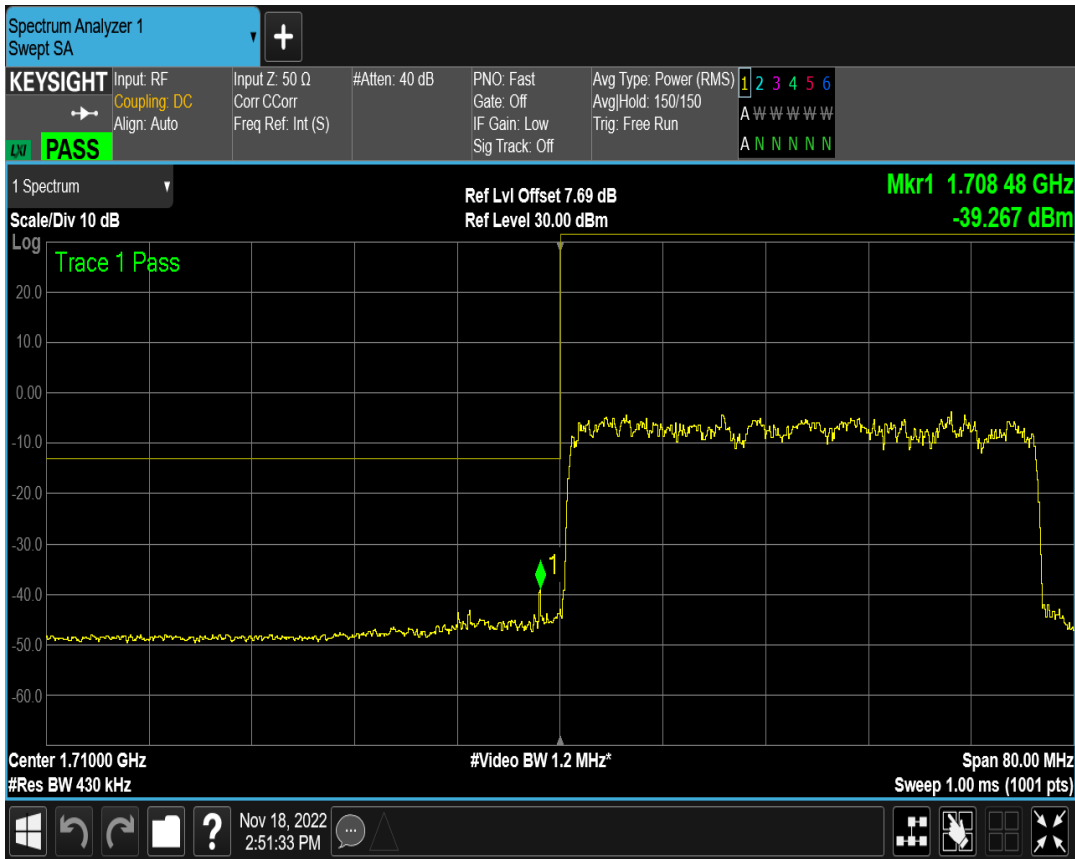 Spectrum Analyzer 1
Swept SA
+
KEYSIGHT
LXI PASS
Input: RF
Coupling: DC
Align: Auto
Input Z: 50 Ω
Corr CCorr
Freq Ref: Int (S)
#Atten: 40 dB
PNO: Fast
Gate: Off
IF Gain: Low
Sig Track: Off
Avg Type: Power (RMS)
Avg|Hold: 150/150
Trig: Free Run
1 2 3 4 5 6
A W W W W W
A N N N N N
1 Spectrum
Scale/Div 10 dB
Ref Lvl Offset 7.69 dB
Ref Level 30.00 dBm
Mkr1 1.708 48 GHz
-39.267 dBm
Log
Trace 1 Pass
20.0
10.0
0.00
-10.0
-20.0
-30.0
1
-40.0
-50.0
-60.0
Center 1.71000 GHz
#Res BW 430 kHz
#Video BW 1.2 MHz*
Span 80.00 MHz
Sweep 1.00 ms (1001 pts)
?
Nov 18, 2022
2:51:33 PM